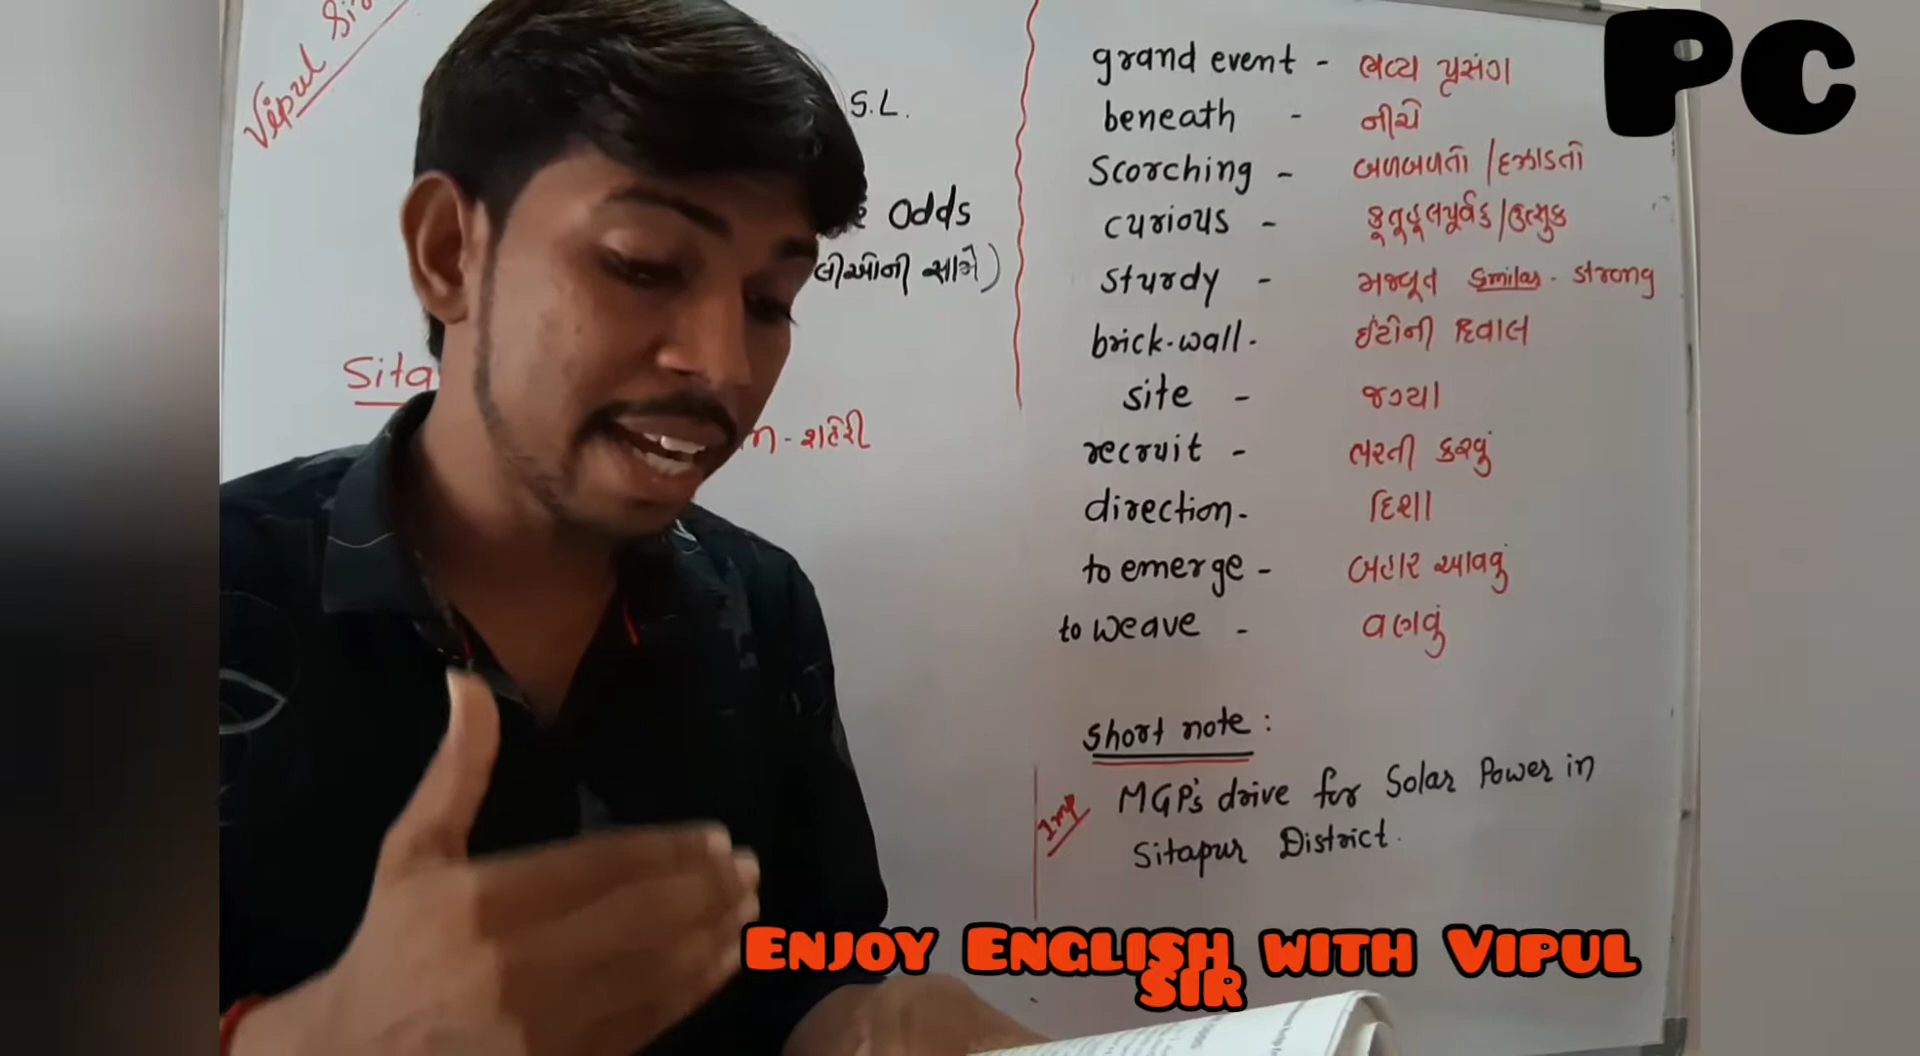 Vipul Sir
S.L.
Odds
સામે)
Sita
- શહેરી
grand event - ભવ્ય પ્રસંગ
beneath - નીચે
Scorching - બળબળતો / દઝાડતો
curious - કૂતૂહલપૂર્વક / ઉત્સુક
sturdy - મજબૂત Similar - strong
brick-wall - ઈંટોની દિવાલ
site - જગ્યા
recruit - ભરતી કરવું
direction - દિશા
to emerge - બહાર આવવું
to weave - વણવું
Short note :
Imp MGP's drive for Solar Power in
Sitapur District.
PC
Enjoy English with Vipul
Sir